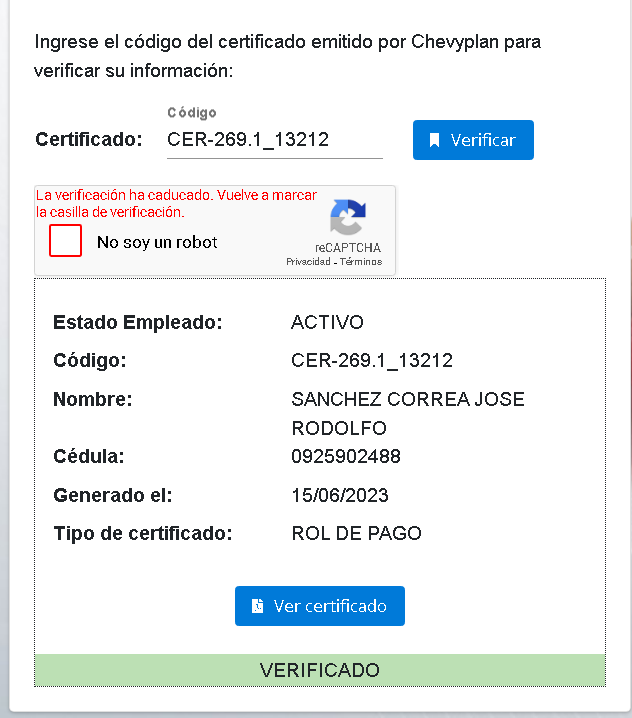 Ingrese el código del certificado emitido por Chevyplan para
verificar su información:
Código
Certificado: CER-269.1_13212 Verificar
La verificación ha caducado. Vuelve a marcar
la casilla de verificación.
No soy un robot
reCAPTCHA
Privacidad - Términos
Estado Empleado: ACTIVO
Código: CER-269.1_13212
Nombre: SANCHEZ CORREA JOSE
RODOLFO
Cédula: 0925902488
Generado el: 15/06/2023
Tipo de certificado: ROL DE PAGO
Ver certificado
VERIFICADO